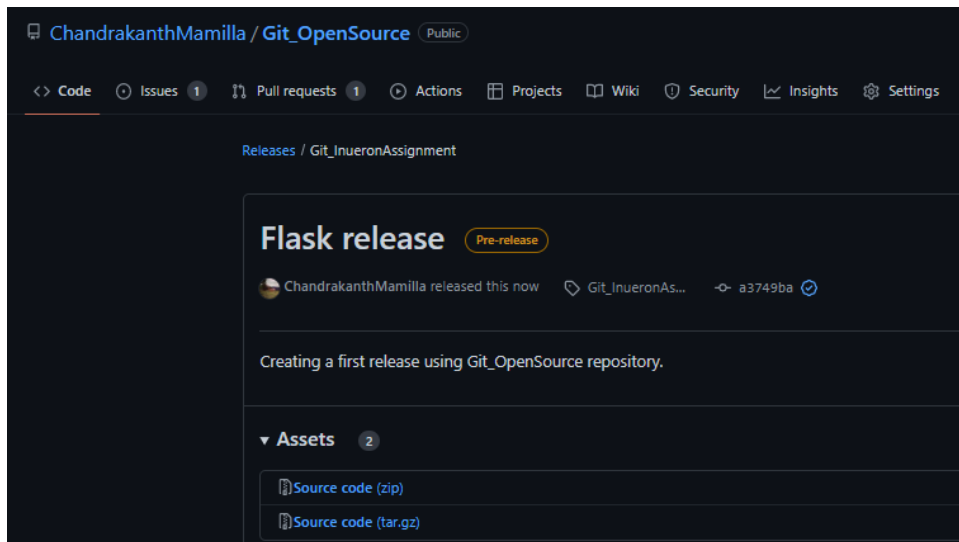 ChandrakanthMamilla / Git_OpenSource Public
Code Issues 1 Pull requests 1 Actions Projects Wiki Security Insights Settings
Releases / Git_InueronAssignment
Flask release Pre-release
ChandrakanthMamilla released this now Git_InueronAs... a3749ba
Creating a first release using Git_OpenSource repository.
Assets 2
Source code (zip)
Source code (tar.gz)